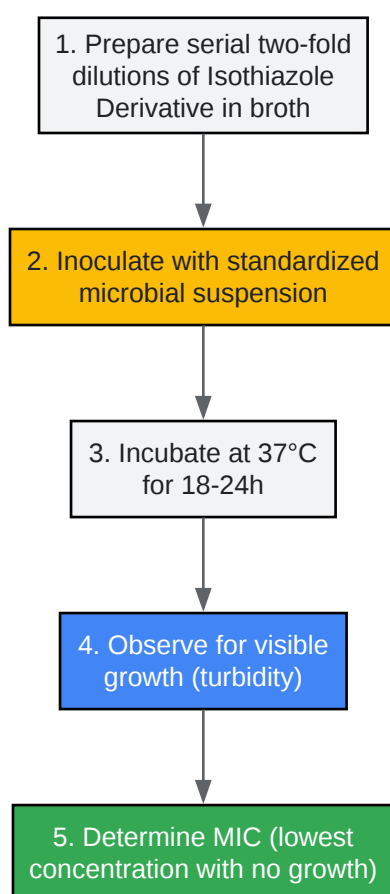 1. Prepare serial two-fold
dilutions of Isothiazole
Derivative in broth
2. Inoculate with standardized
microbial suspension
3. Incubate at 37°C
for 18-24h
4. Observe for visible
growth (turbidity)
5. Determine MIC (lowest
concentration with no growth)